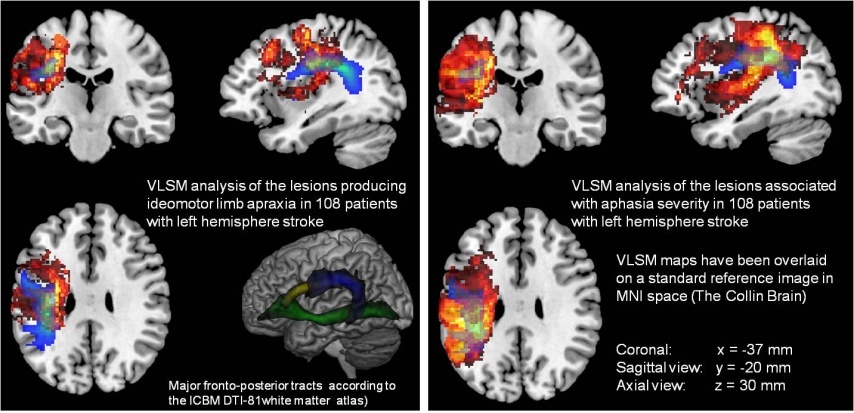 VLSM analysis of the lesions producing
ideomotor limb apraxia in 108 patients
with left hemisphere stroke
Major fronto-posterior tracts according to
the ICBM DTI-81white matter atlas)
VLSM analysis of the lesions associated
with aphasia severity in 108 patients
with left hemisphere stroke
VLSM maps have been overlaid
on a standard reference image in
MNI space (The Collin Brain)
Coronal: x = -37 mm
Sagittal view: y = -20 mm
Axial view: z = 30 mm